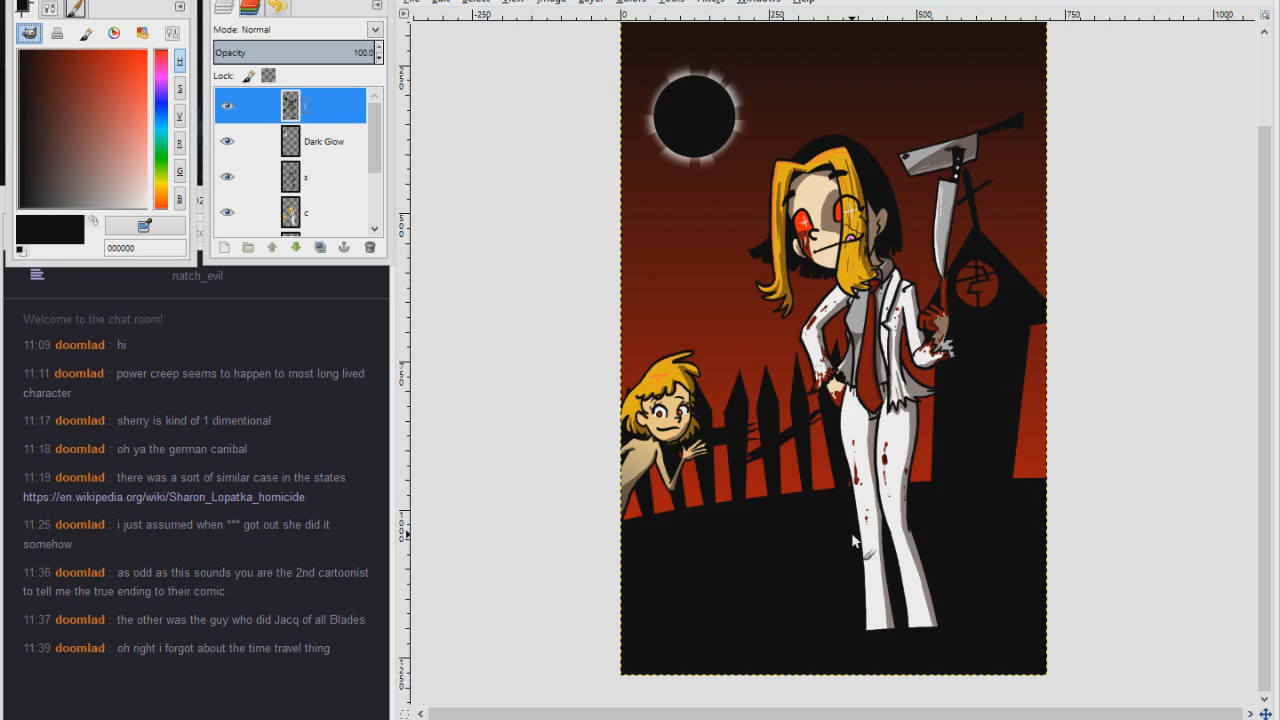 -250
0
250
500
750
1000
Mode: Normal
Opacity
100.0
Lock:
i
Dark Glow
s
c
H
S
V
R
G
B
000000
natch_evil
Welcome to the chat room!
11:09 doomlad : hi
11:11 doomlad : power creep seems to happen to most long lived
character
11:17 doomlad : sherry is kind of 1 dimentional
11:18 doomlad : oh ya the german canibal
11:19 doomlad : there was a sort of similar case in the states
https://en.wikipedia.org/wiki/Sharon_Lopatka_homicide
11:25 doomlad : i just assumed when *** got out she did it
somehow
11:36 doomlad : as odd as this sounds you are the 2nd cartoonist
to tell me the true ending to their comic
11:37 doomlad : the other was the guy who did Jacq of all Blades
11:39 doomlad : oh right i forgot about the time travel thing
250
500
750
1000
1250